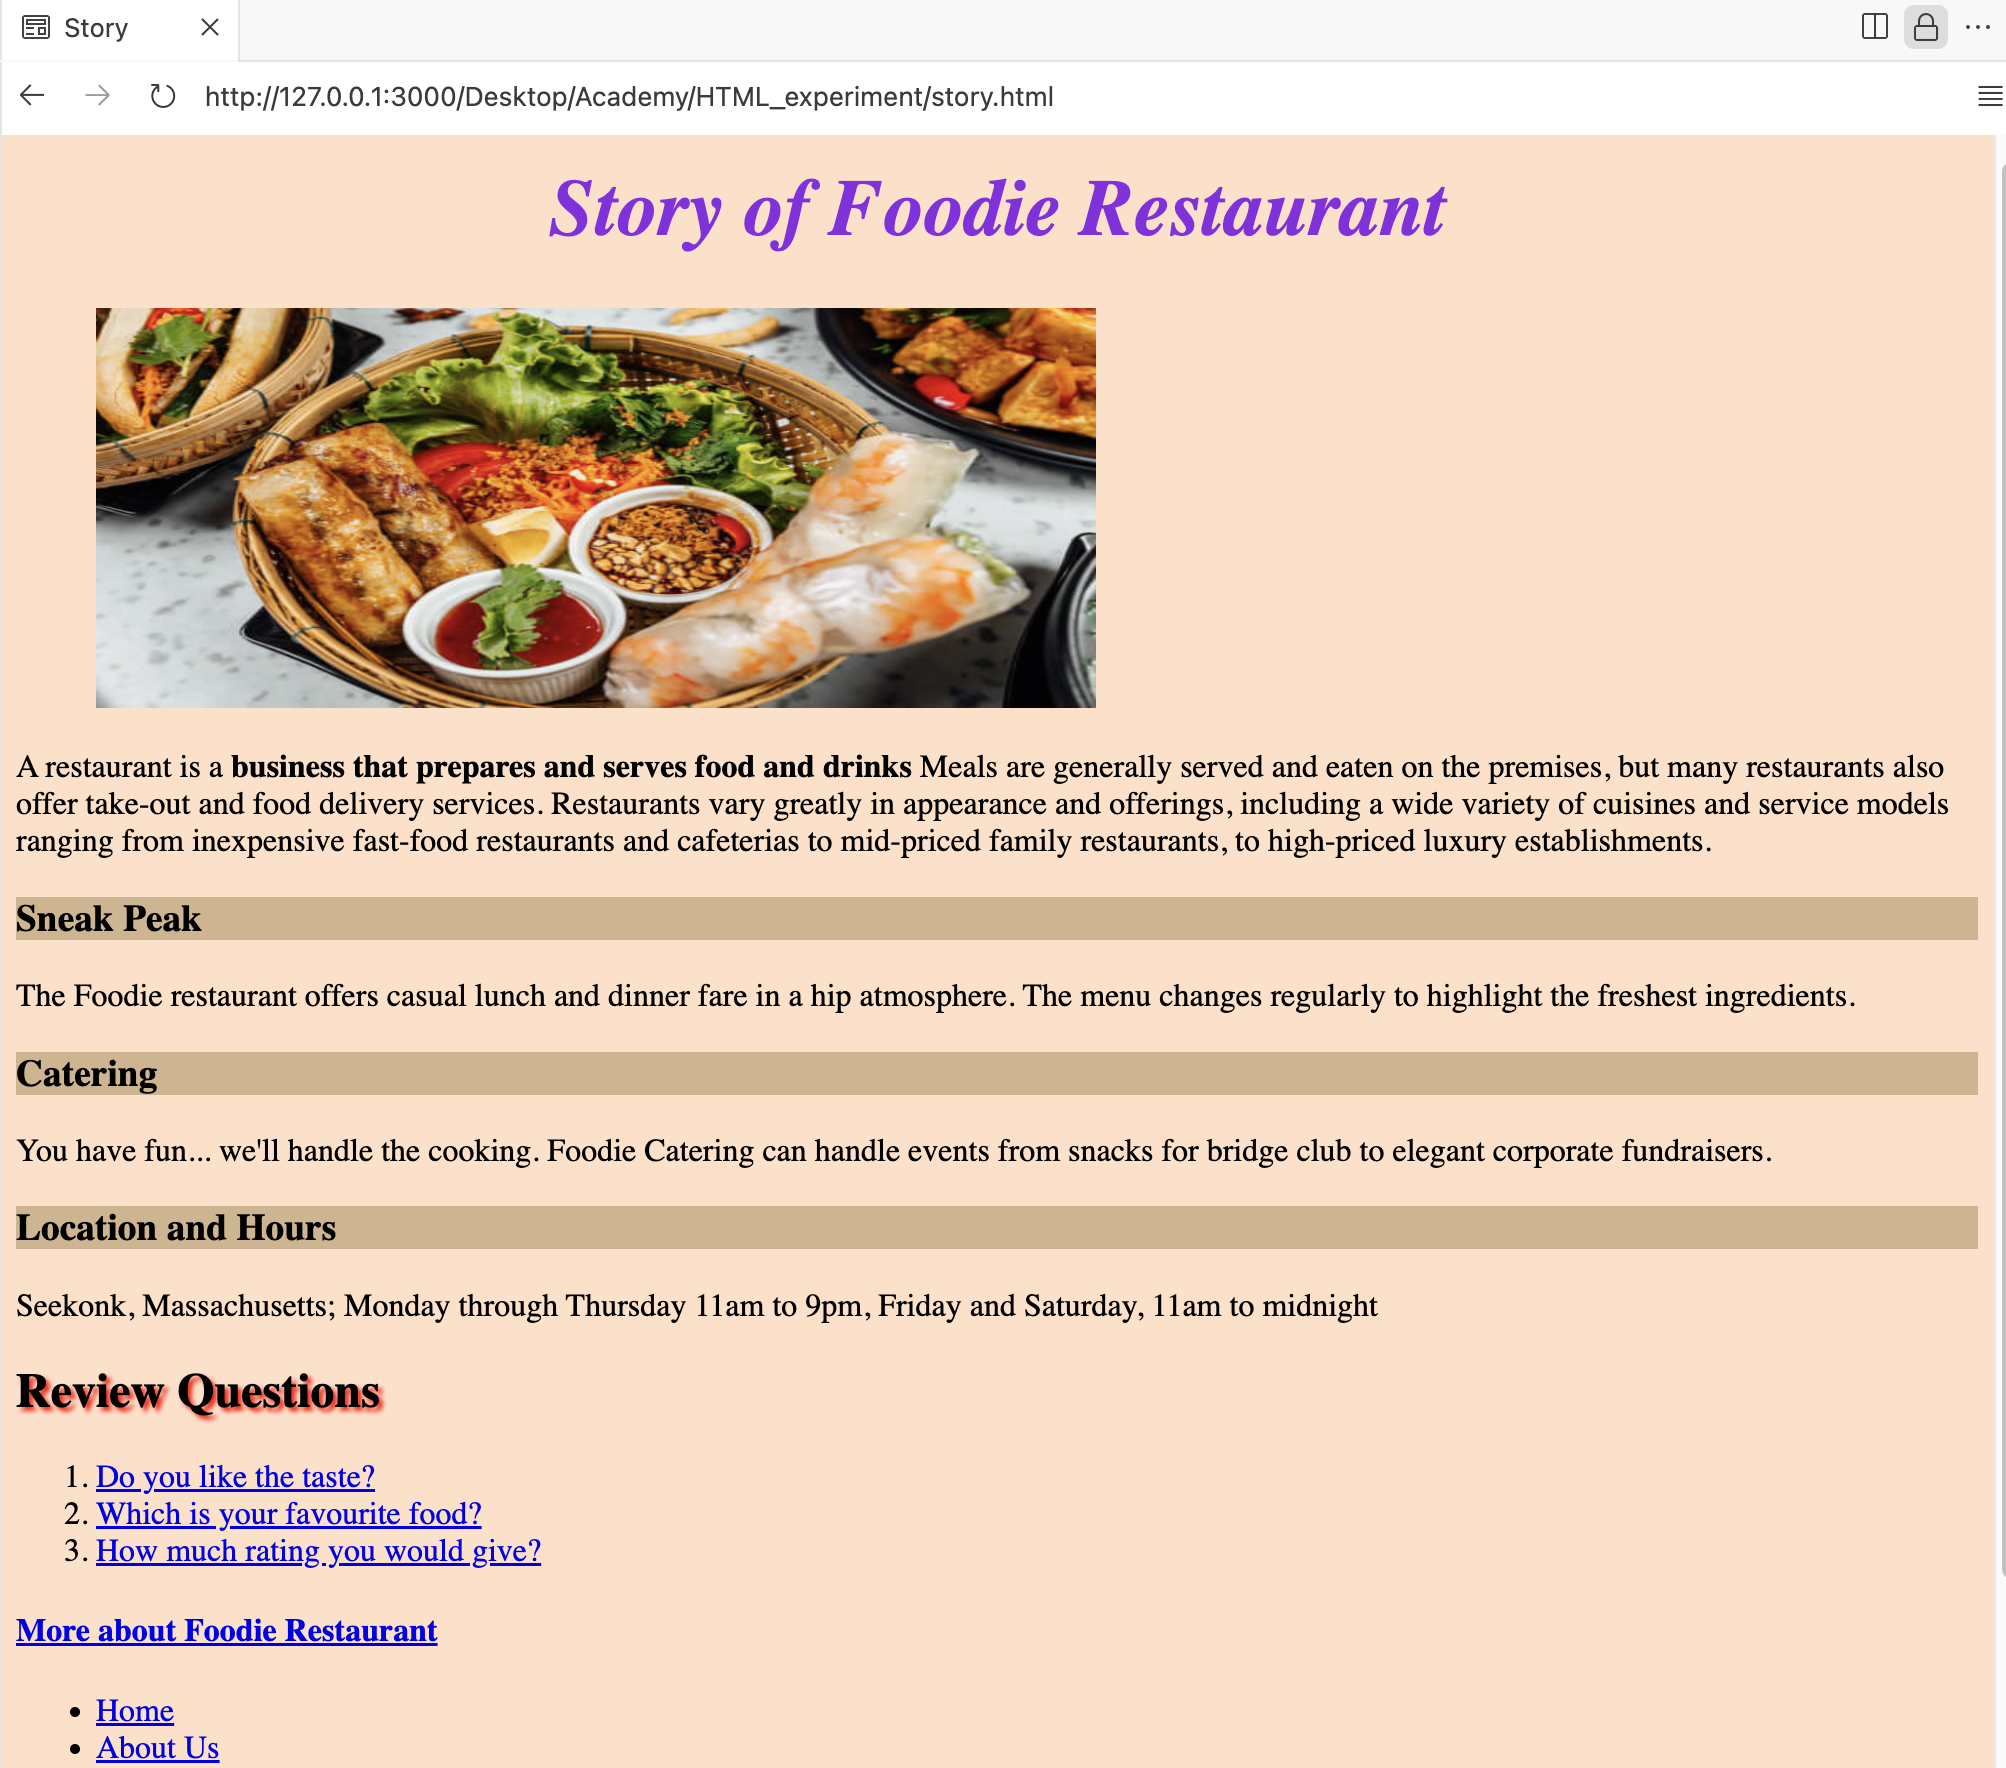 Story
http://127.0.0.1:3000/Desktop/Academy/HTML_experiment/story.html
Story of Foodie Restaurant
A restaurant is a business that prepares and serves food and drinks Meals are generally served and eaten on the premises, but many restaurants also
offer take-out and food delivery services. Restaurants vary greatly in appearance and offerings, including a wide variety of cuisines and service models
ranging from inexpensive fast-food restaurants and cafeterias to mid-priced family restaurants, to high-priced luxury establishments.
Sneak Peak
The Foodie restaurant offers casual lunch and dinner fare in a hip atmosphere. The menu changes regularly to highlight the freshest ingredients.
Catering
You have fun... we'll handle the cooking. Foodie Catering can handle events from snacks for bridge club to elegant corporate fundraisers.
Location and Hours
Seekonk, Massachusetts; Monday through Thursday 11am to 9pm, Friday and Saturday, 11am to midnight
Review Questions
1. Do you like the taste?
2. Which is your favourite food?
3. How much rating you would give?
More about Foodie Restaurant
• Home
• About Us